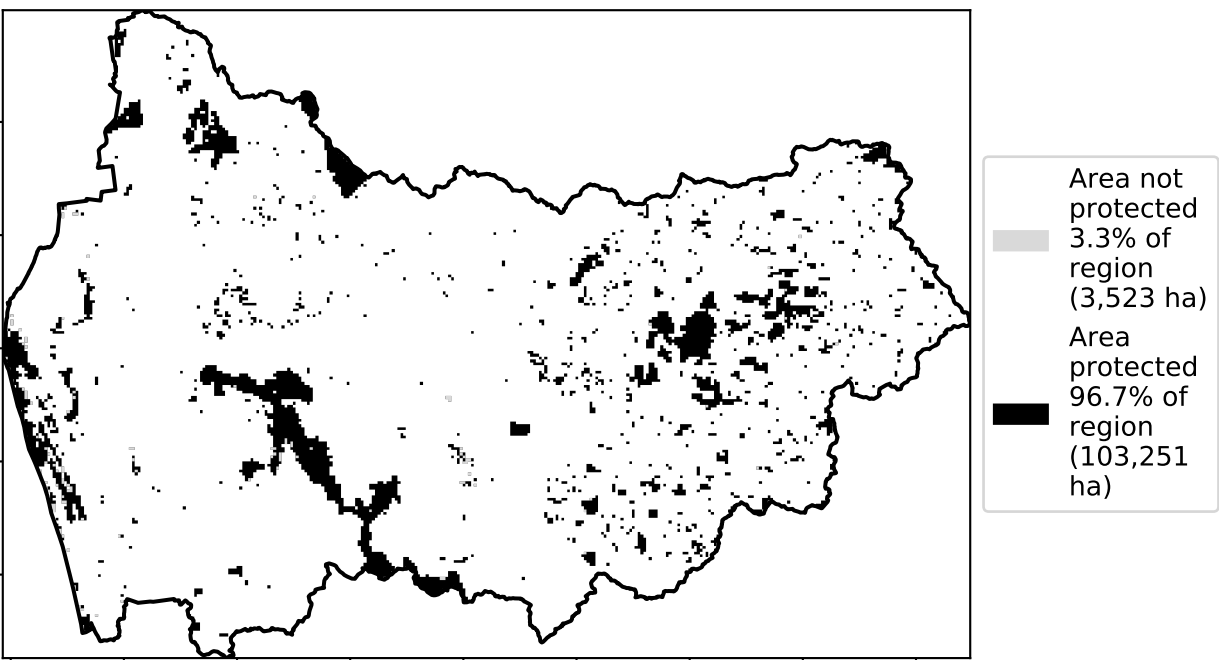 Area not
protected
3.3% of
region
(3,523 ha)
Area
protected
96.7% of
region
(103,251
ha)